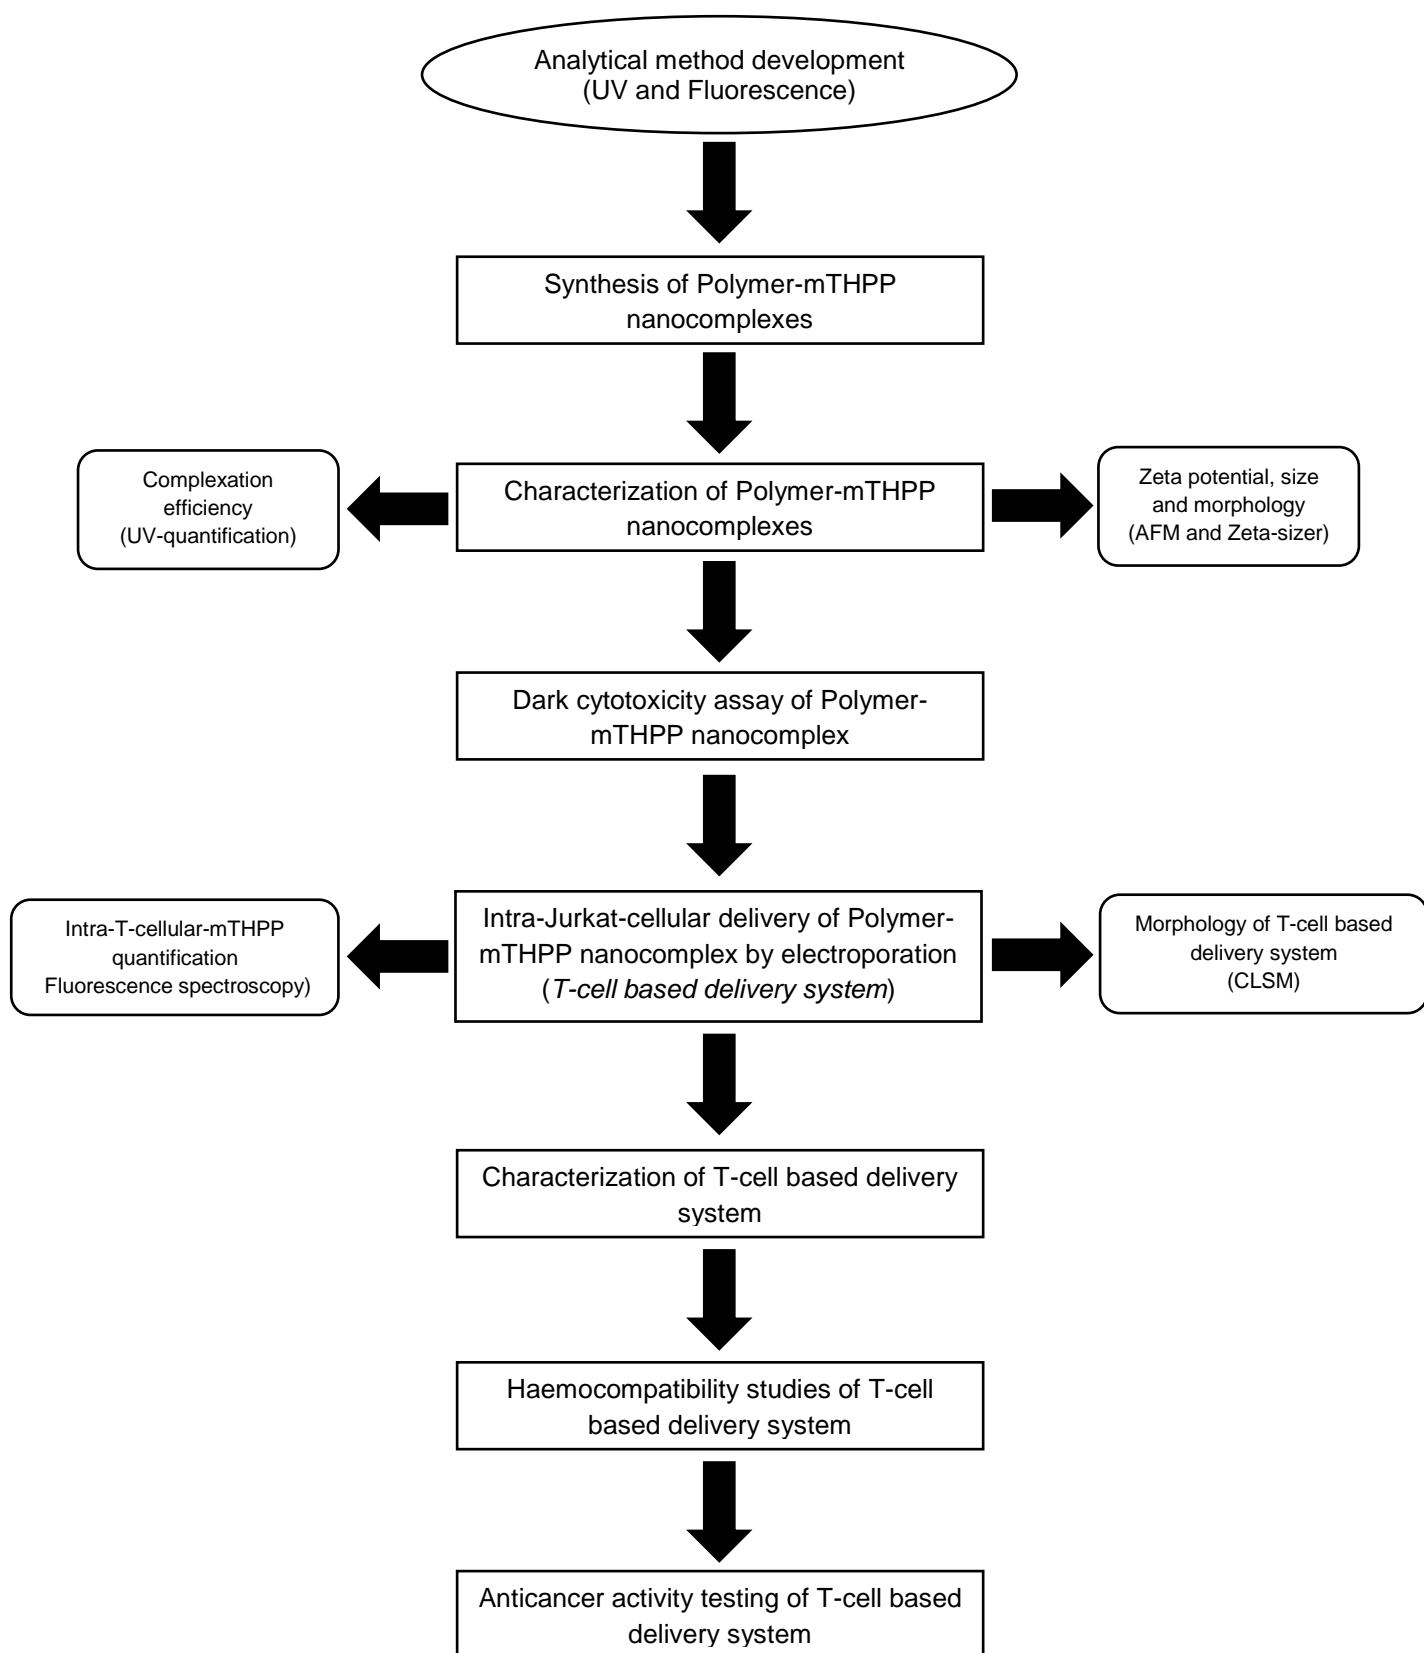 Analytical method development
(UV and Fluorescence)
Synthesis of Polymer-mTHPP
nanocomplexes
Complexation
efficiency
(UV-quantification)
Characterization of Polymer-mTHPP
nanocomplexes
Zeta potential, size
and morphology
(AFM and Zeta-sizer)
Dark cytotoxicity assay of Polymer-
mTHPP nanocomplex
Intra-T-cellular-mTHPP
quantification
Fluorescence spectroscopy)
Intra-Jurkat-cellular delivery of Polymer-
mTHPP nanocomplex by electroporation
(T-cell based delivery system)
Morphology of T-cell based
delivery system
(CLSM)
Characterization of T-cell based delivery
system
Haemocompatibility studies of T-cell
based delivery system
Anticancer activity testing of T-cell based
delivery system